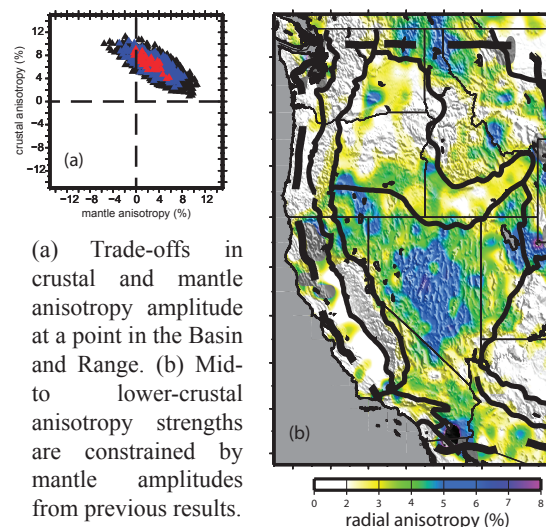 12
8
4
0
−4
−8
−12
crustal anisotropy (%)
(a)
−12 −8 −4 0 4 8 12
mantle anisotropy (%)
(a) Trade-offs in
crustal and mantle
anisotropy amplitude
at a point in the Basin
and Range. (b) Mid-
to lower-crustal
anisotropy strengths
are constrained by
mantle amplitudes
from previous results.
(b)
0 2 3 4 5 6 8
radial anisotropy (%)